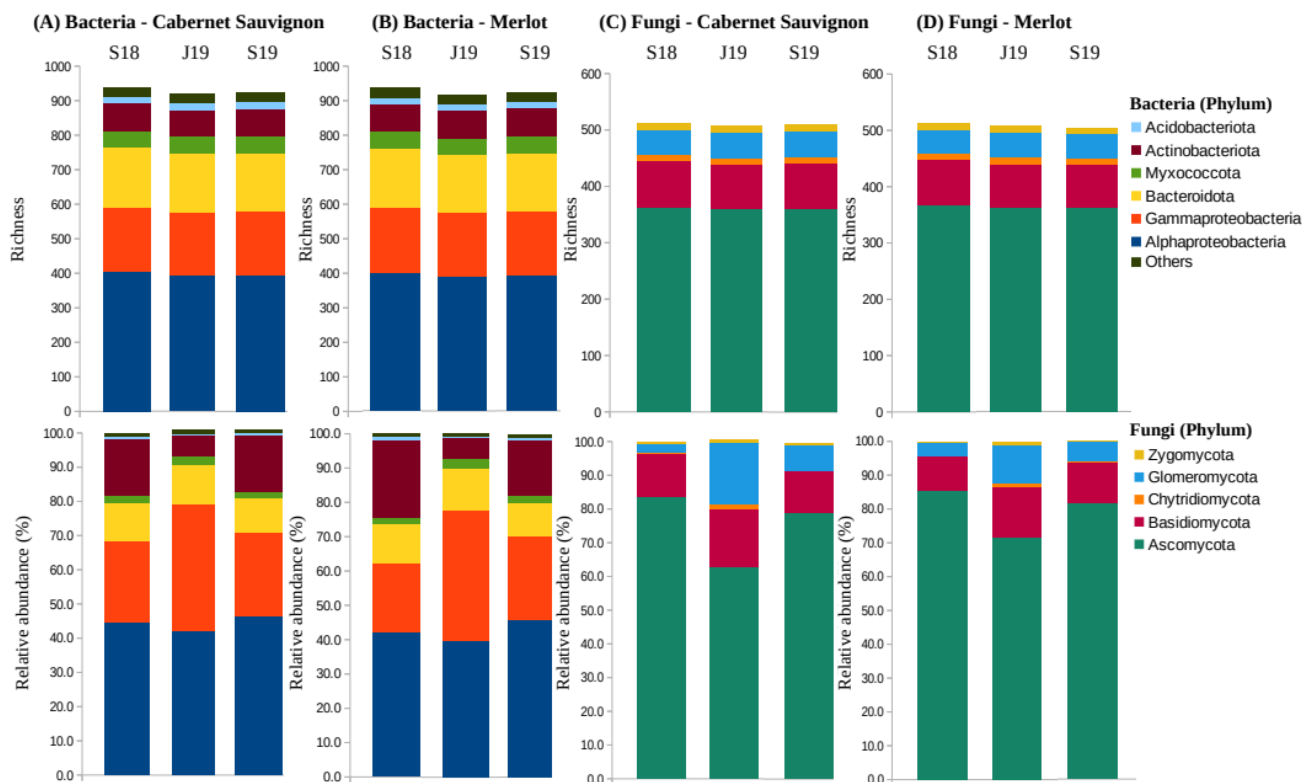 (A) Bacteria - Cabernet Sauvignon
S18 J19 S19
Richness
1000
900
800
700
600
500
400
300
200
100
0
Relative abundance (%)
100.0
90.0
80.0
70.0
60.0
50.0
40.0
30.0
20.0
10.0
0.0
(B) Bacteria - Merlot
S18 J19 S19
Richness
1000
900
800
700
600
500
400
300
200
100
0
Relative abundance (%)
100.0
90.0
80.0
70.0
60.0
50.0
40.0
30.0
20.0
10.0
0.0
(C) Fungi - Cabernet Sauvignon
S18 J19 S19
Richness
600
500
400
300
200
100
0
Relative abundance (%)
100.0
90.0
80.0
70.0
60.0
50.0
40.0
30.0
20.0
10.0
0.0
(D) Fungi - Merlot
S18 J19 S19
Richness
600
500
400
300
200
100
0
Relative abundance (%)
100.0
90.0
80.0
70.0
60.0
50.0
40.0
30.0
20.0
10.0
0.0
Bacteria (Phylum)
Acidobacteriota
Actinobacteriota
Myxococcota
Bacteroidota
Gammaproteobacteria
Alphaproteobacteria
Others
Fungi (Phylum)
Zygomycota
Glomeromycota
Chytridiomycota
Basidiomycota
Ascomycota